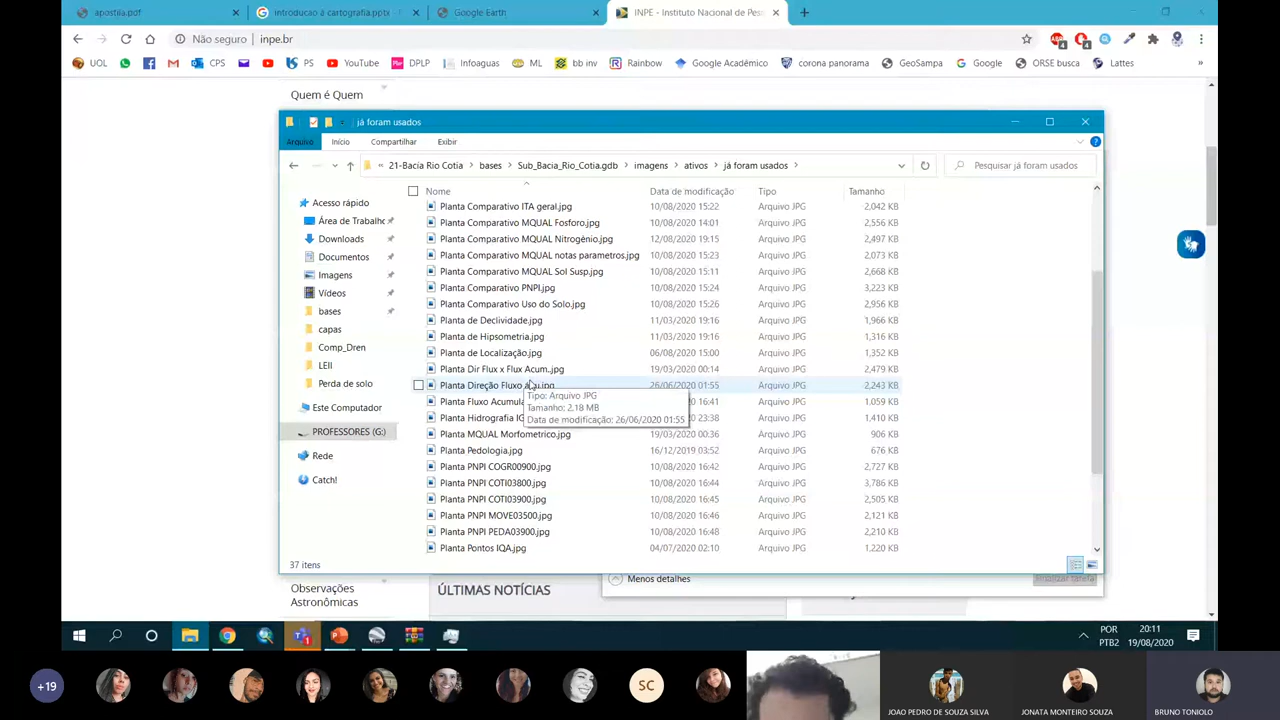 apostila.pdf
introducao à cartografia.pptx
Google Earth
INPE - Instituto Nacional de Pes
Não seguro
inpe.br
UOL
CPS
PS
YouTube
DPLP
Infoaguas
ML
bb inv
Rainbow
Google Acadêmico
corona panorama
GeoSampa
Google
ORSE busca
Lattes
Quem é Quem
já foram usados
Arquivo
Início
Compartilhar
Exibir
21-Bacia Rio Cotia > bases > Sub_Bacia_Rio_Cotia.gdb > imagens > ativos > já foram usados >
Pesquisar já foram usados
Nome
Data de modificação
Tipo
Tamanho
Acesso rápido
Área de Trabalho
Downloads
Documentos
Imagens
Vídeos
bases
capas
Comp_Dren
LEII
Perda de solo
Este Computador
PROFESSORES (G:)
Rede
Catch!
Planta Comparativo ITA geral.jpg 10/08/2020 15:22 Arquivo JPG 2,042 KB
Planta Comparativo MQUAL Fosforo.jpg 10/08/2020 14:01 Arquivo JPG 2,556 KB
Planta Comparativo MQUAL Nitrogênio.jpg 12/08/2020 19:15 Arquivo JPG 2,497 KB
Planta Comparativo MQUAL notas parametros.jpg 10/08/2020 15:22 Arquivo JPG 2,073 KB
Planta Comparativo MQUAL Sol Susp.jpg 10/08/2020 15:11 Arquivo JPG 2,668 KB
Planta Comparativo PNPI.jpg 10/08/2020 15:24 Arquivo JPG 3,223 KB
Planta Comparativo Uso do Solo.jpg 10/08/2020 15:26 Arquivo JPG 2,956 KB
Planta de Declividade.jpg 11/03/2020 19:16 Arquivo JPG 1,966 KB
Planta de Hipsometria.jpg 11/03/2020 19:16 Arquivo JPG 1,316 KB
Planta de Localização.jpg 06/08/2020 15:00 Arquivo JPG 1,352 KB
Planta Dir Flux x Flux Acum..jpg 19/03/2020 00:14 Arquivo JPG 2,479 KB
Planta Direção Fluxo 26/06/2020 01:55 Arquivo JPG 2,243 KB
Planta Fluxo Acumula 16:41 Arquivo JPG 1,059 KB
Planta Hidrografia 23:38 Arquivo JPG 1,410 KB
Planta MQUAL Morfometrico.jpg 19/03/2020 00:36 Arquivo JPG 906 KB
Planta Pedologia.jpg 16/12/2019 03:52 Arquivo JPG 676 KB
Planta PNPI COGR00900.jpg 10/08/2020 16:42 Arquivo JPG 2,727 KB
Planta PNPI COTI03800.jpg 10/08/2020 16:44 Arquivo JPG 3,786 KB
Planta PNPI COTI03900.jpg 10/08/2020 16:45 Arquivo JPG 2,505 KB
Planta PNPI MOVE03500.jpg 10/08/2020 16:46 Arquivo JPG 2,121 KB
Planta PNPI PEDA03900.jpg 10/08/2020 16:48 Arquivo JPG 2,210 KB
Planta Pontos IQA.jpg 04/07/2020 02:10 Arquivo JPG 1,220 KB
Tipo: Arquivo JPG
Tamanho: 2,18 MB
Data de modificação: 26/06/2020 01:55
37 itens
Menos detalhes
Finalizar tarefa
Observações
Astronômicas
ÚLTIMAS NOTÍCIAS
POR
PTB2
20:11
19/08/2020
+19
SC
JOAO PEDRO DE SOUZA SILVA
JONATA MONTEIRO SOUZA
BRUNO TONIOLO